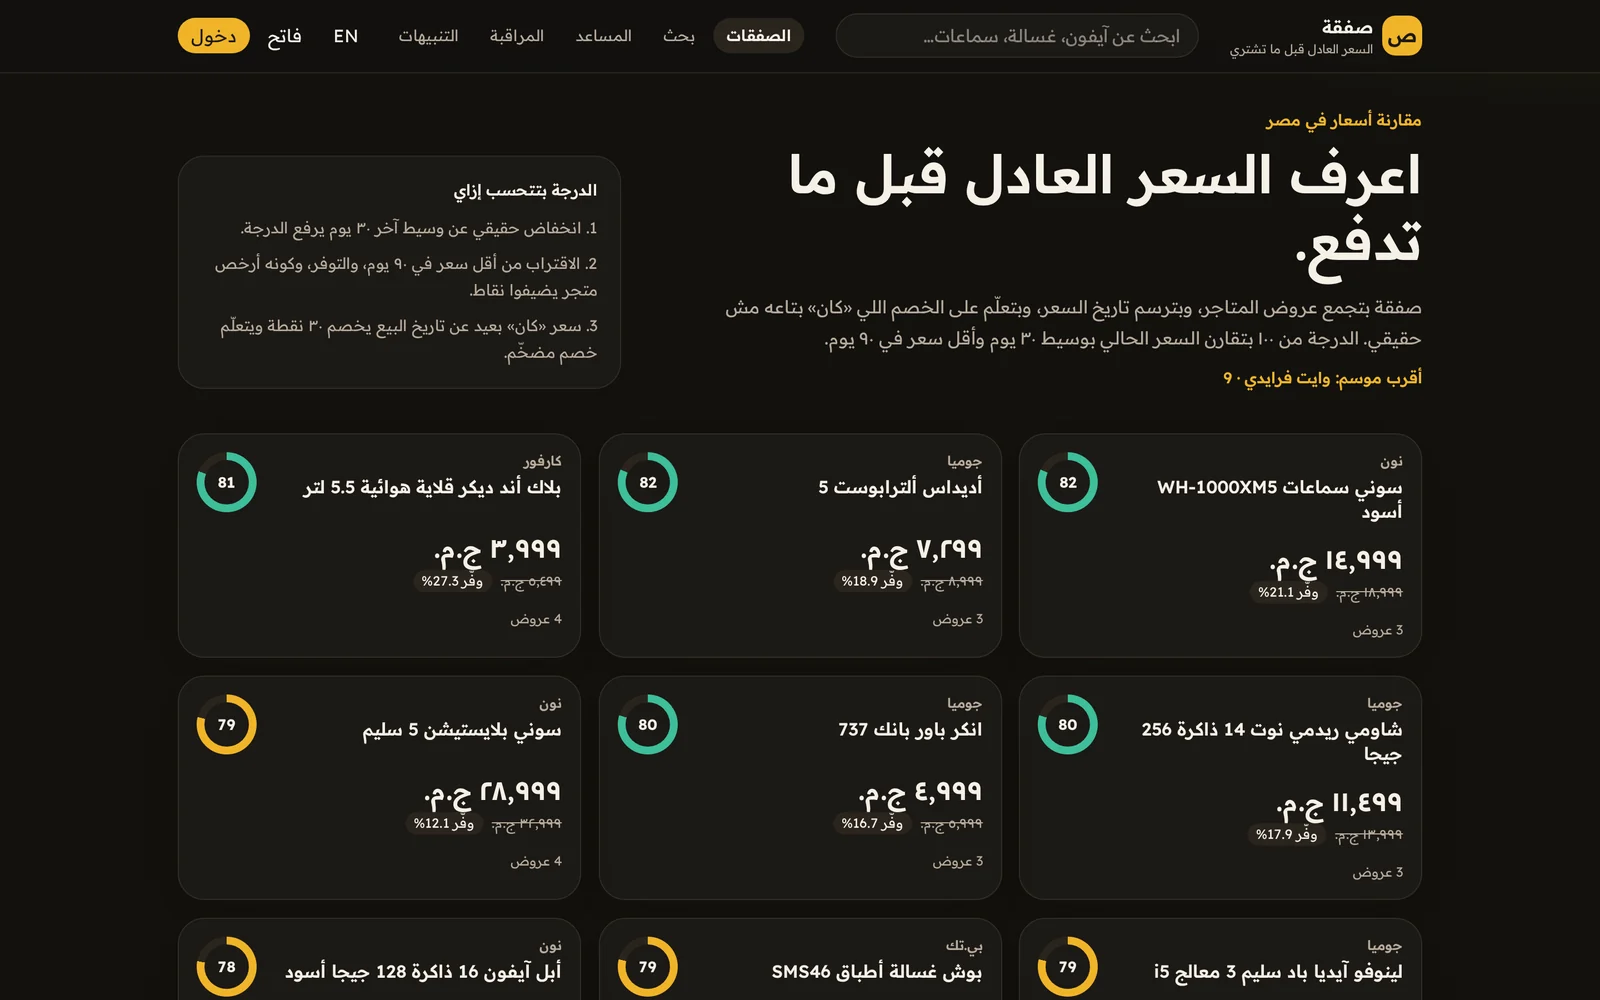 ص
صفقة
السعر العادل قبل ما تشتري
ابحث عن آيفون، غسالة، سماعات...
الصفقات
بحث
المساعد
المراقبة
التنبيهات
EN
فاتح
دخول
مقارنة أسعار في مصر
اعرف السعر العادل قبل ما
تدفع.
صفقة بتجمع عروض المتاجر، وبترسم تاريخ السعر، وبتعلّم على الخصم اللي «كان» بتاعه مش
حقيقي. الدرجة من ١٠٠ بتقارن السعر الحالي بوسيط ٣٠ يوم وأقل سعر في ٩٠ يوم.
أقرب موسم: وايت فرايدي · 9
الدرجة بتتحسب إزاي
1. انخفاض حقيقي عن وسيط آخر ٣٠ يوم يرفع الدرجة.
2. الاقتراب من أقل سعر في ٩٠ يوم، والتوفر، وكونه أرخص
متجر يضيفوا نقاط.
3. سعر «كان» بعيد عن تاريخ البيع يخصم ٣٠ نقطة ويتعلّم
خصم مضخّم.
نون
سوني سماعات WH-1000XM5
أسود
82
١٤,٩٩٩ ج.م.
١٨,٩٩٩ ج.م.
وفّر 21.1%
3 عروض
جوميا
أديداس ألترابوست 5
82
٧,٢٩٩ ج.م.
٨,٩٩٩ ج.م.
وفّر 18.9%
3 عروض
كارفور
بلاك أند ديكر قلاية هوائية 5.5 لتر
81
٣,٩٩٩ ج.م.
٥,٤٩٩ ج.م.
وفّر 27.3%
4 عروض
جوميا
شاومي ريدمي نوت 14 ذاكرة 256
جيجا
80
١١,٤٩٩ ج.م.
١٣,٩٩٩ ج.م.
وفّر 17.9%
3 عروض
جوميا
انكر باور بانك 737
80
٤,٩٩٩ ج.م.
٥,٩٩٩ ج.م.
وفّر 16.7%
3 عروض
نون
سوني بلايستيشن 5 سليم
79
٢٨,٩٩٩ ج.م.
٣٢,٩٩٩ ج.م.
وفّر 12.1%
4 عروض
جوميا
لينوفو آيديا باد سليم 3 معالج i5
79
بي.تك
بوش غسالة أطباق SMS46
79
نون
أبل آيفون 16 ذاكرة 128 جيجا أسود
78